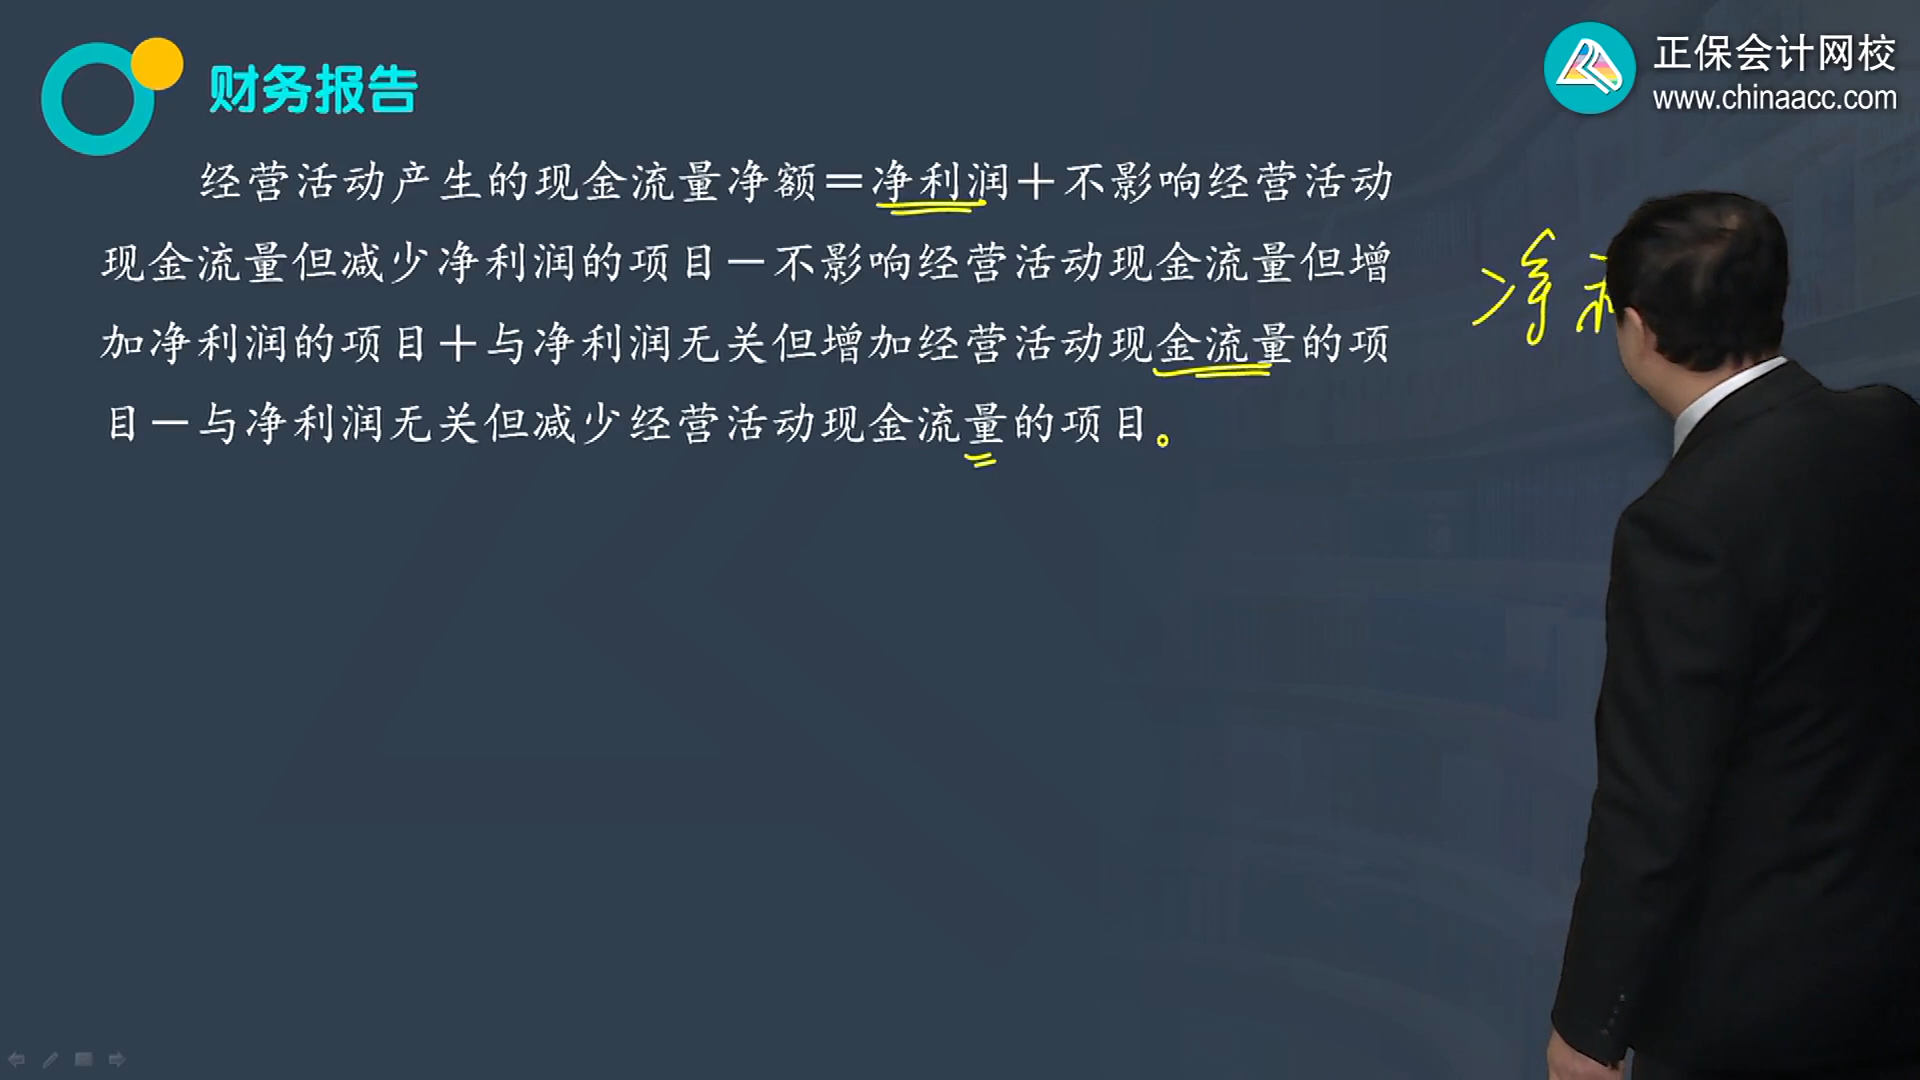 财务报告
正保会计网校
www.chinaacc.com
经营活动产生的现金流量净额＝净利润＋不影响经营活动
现金流量但减少净利润的项目－不影响经营活动现金流量但增
加净利润的项目＋与净利润无关但增加经营活动现金流量的项
目－与净利润无关但减少经营活动现金流量的项目。
净